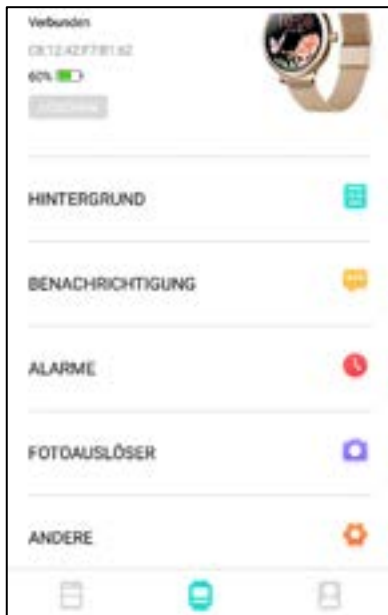 Verbunden
60%
HINTERGRUND
BENACHRICHTIGUNG
ALARME
FOTOAUSLÖSER
ANDERE